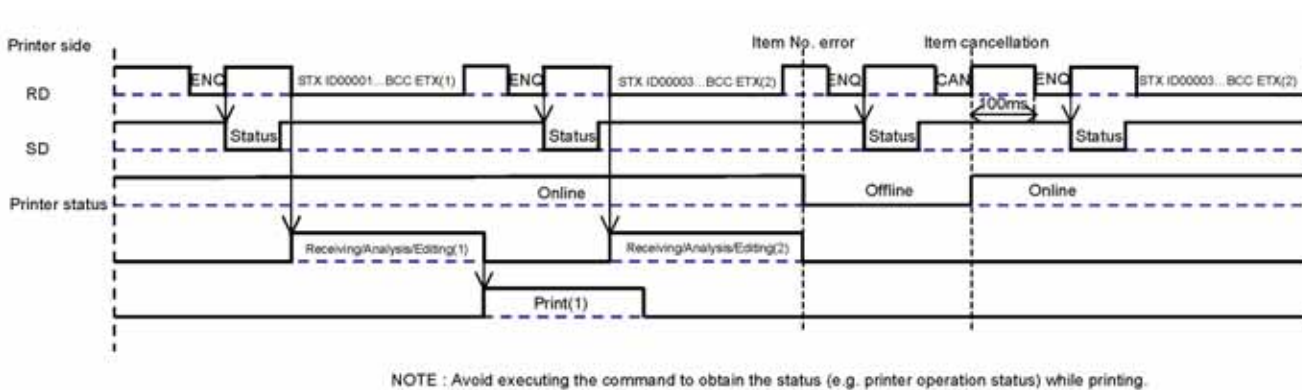 Printer side
Item No. error
Item cancellation
RD
ENQ
STX ID00001...BCC ETX(1)
ENQ
STX ID00003...BCC ETX(2)
ENQ
CAN
ENQ
STX ID00003...BCC ETX(2)
100ms
SD
Status
Status
Status
Status
Printer status
Online
Offline
Online
Receiving/Analysis/Editing(1)
Receiving/Analysis/Editing(2)
Print(1)
NOTE : Avoid executing the command to obtain the status (e.g. printer operation status) while printing.